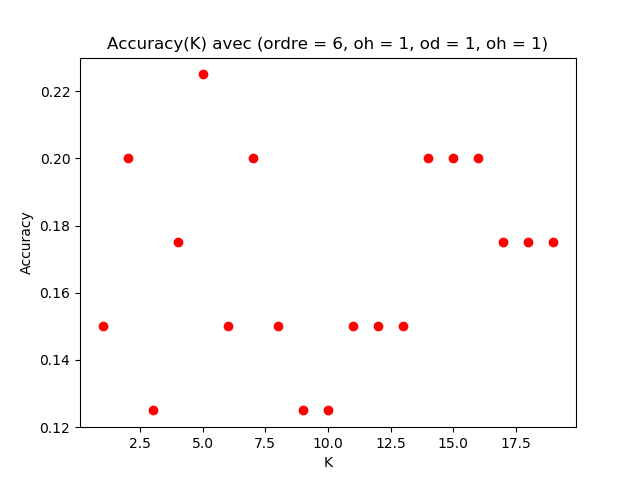 Accuracy(K) avec (ordre = 6, oh = 1, od = 1, oh = 1)
0.22
0.20
0.18
0.16
0.14
0.12
Accuracy
2.5 5.0 7.5 10.0 12.5 15.0 17.5
K